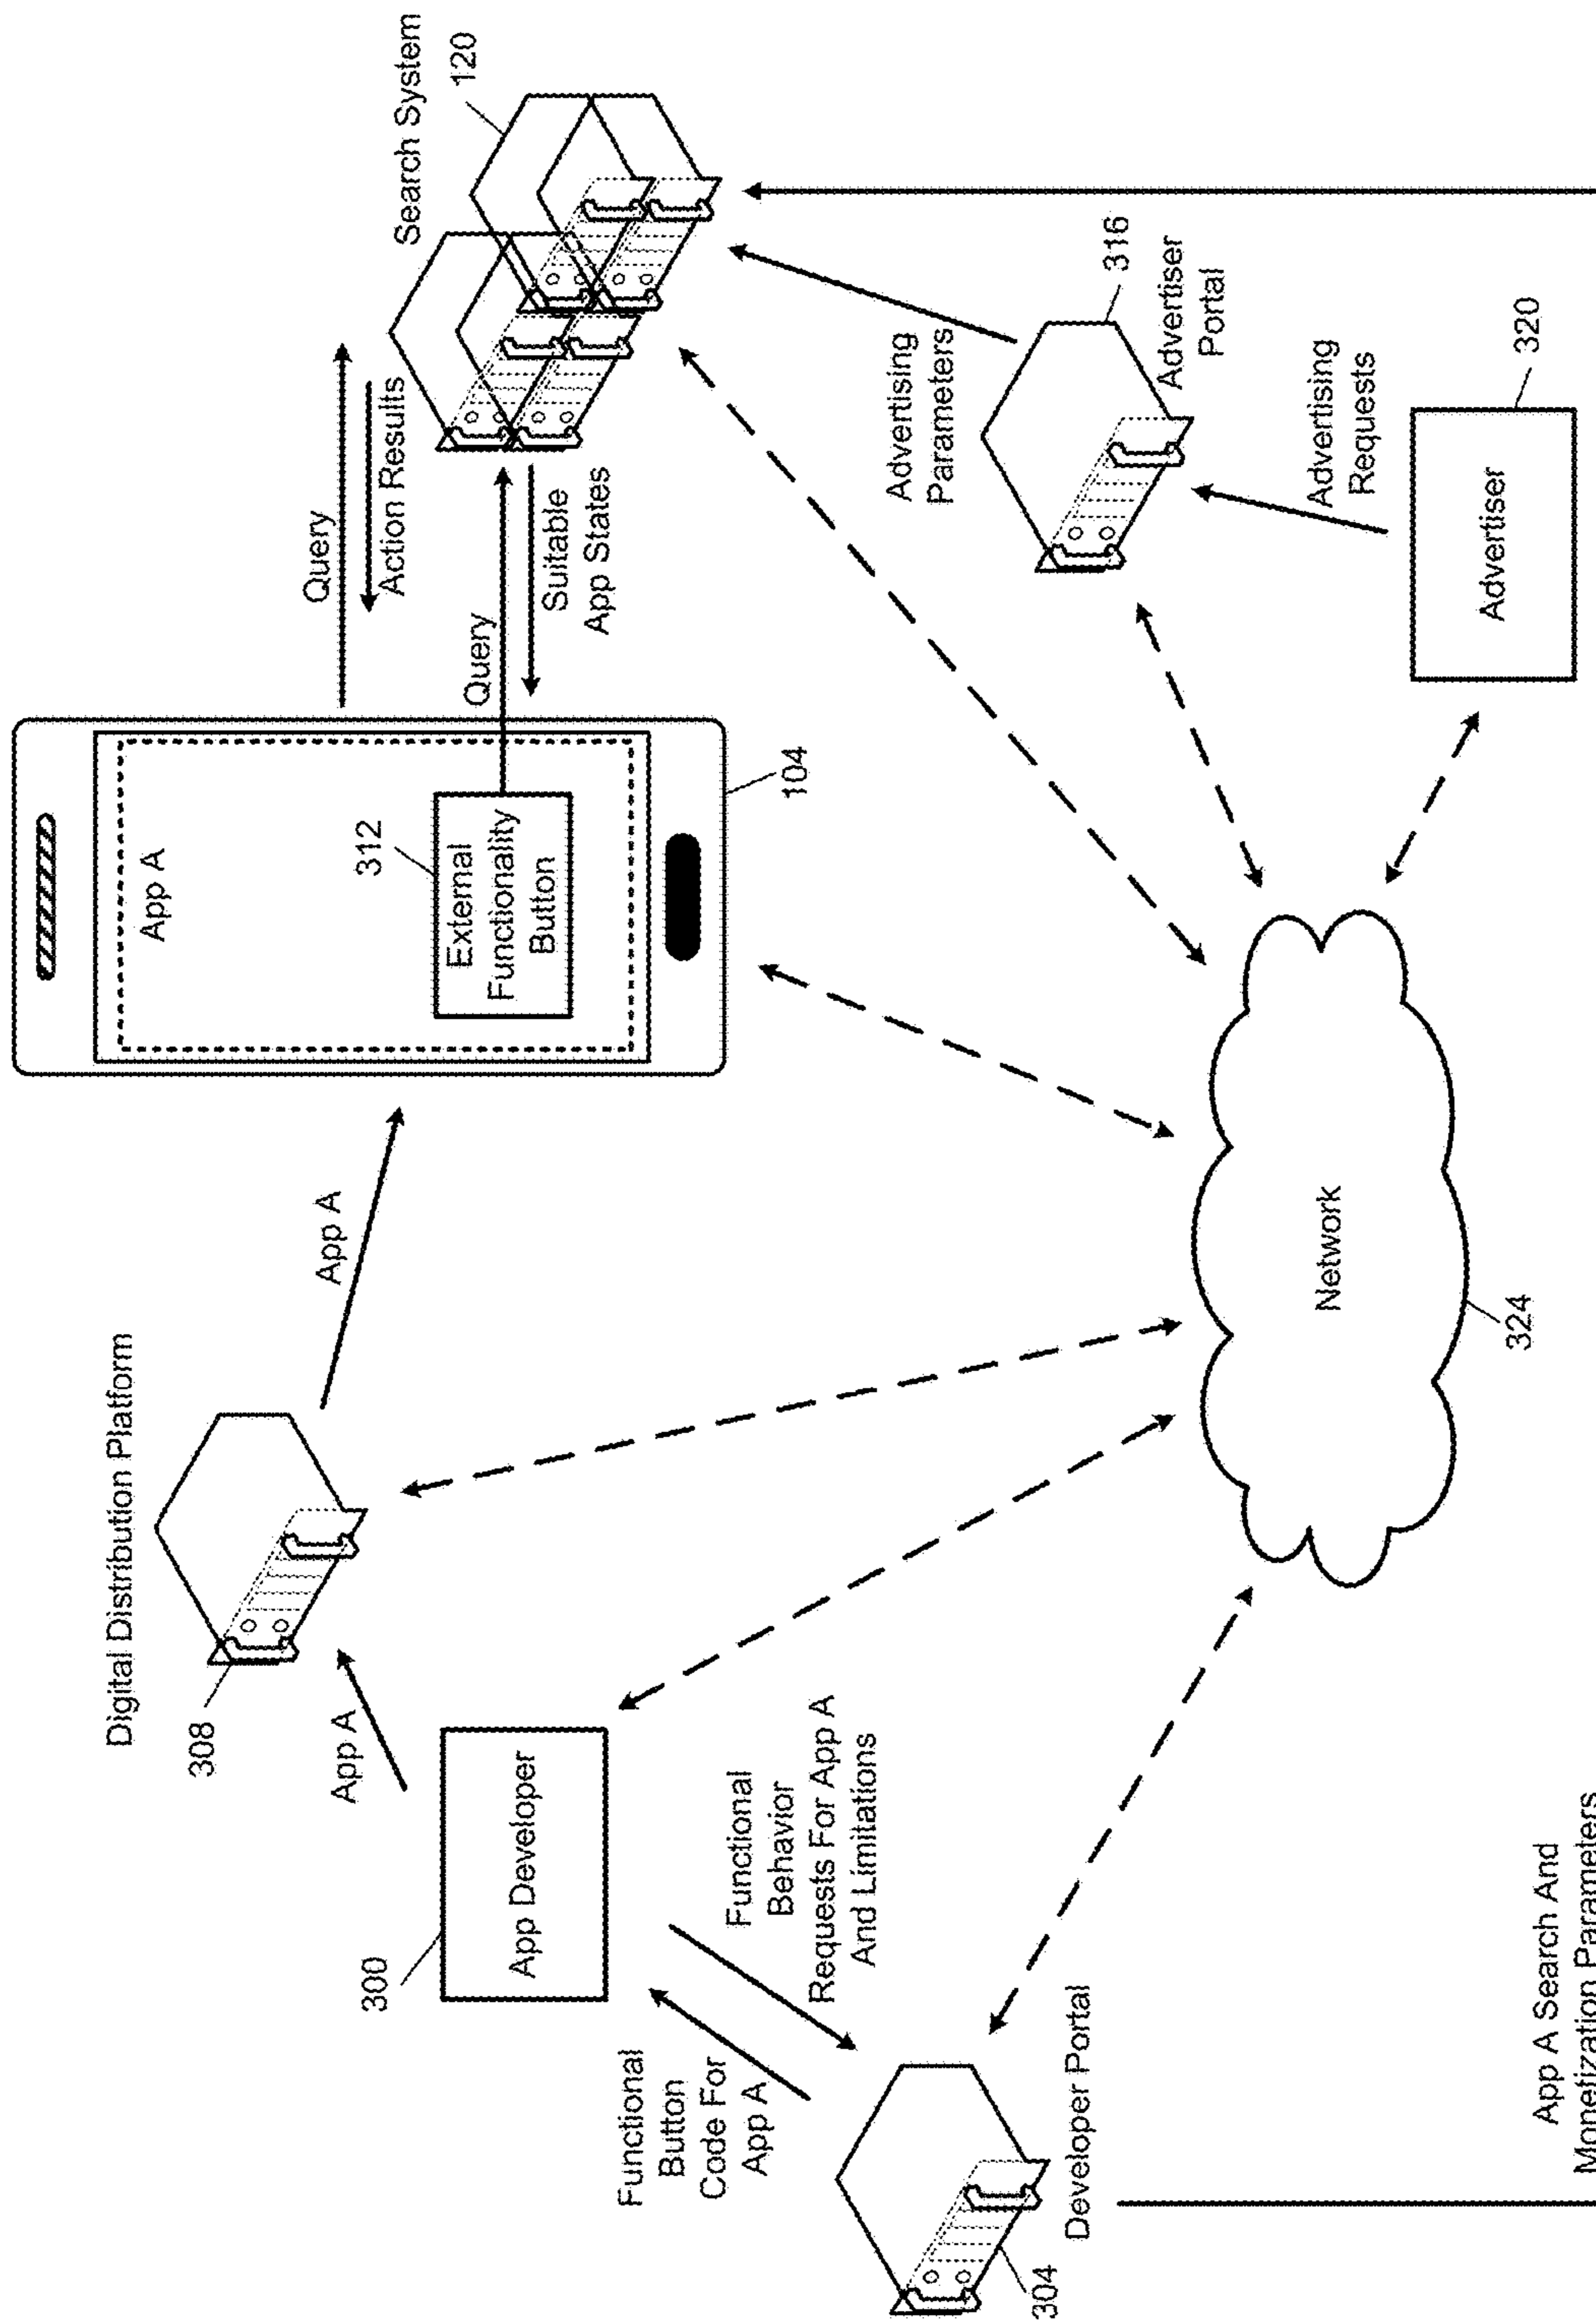 Digital Distribution Platform
308
App A
App A
App A
312
External
Functionality
Button
104
Query
Action Results
Query
Suitable
App States
Search System
120
300
App Developer
Functional
Button
Code For
App A
Functional
Behavior
Requests For App A
And Limitations
304
Developer Portal
Network
324
Advertising
Parameters
316
Advertiser
Portal
Advertising
Requests
320
Advertiser
App A Search And
Monetization Parameters